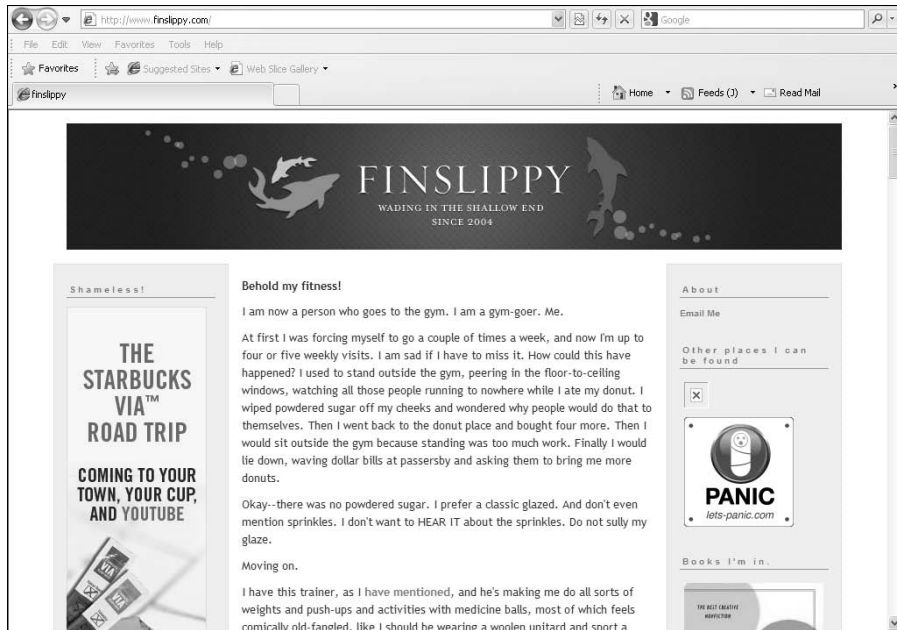 http://www.finslippy.com/
Google
File Edit View Favorites Tools Help
Favorites Suggested Sites Web Slice Gallery
finslippy
Home Feeds (J) Read Mail
FINSLIPPY
WADING IN THE SHALLOW END
SINCE 2004
Shameless!
THE
STARBUCKS
VIA™
ROAD TRIP
COMING TO YOUR
TOWN, YOUR CUP,
AND YOUTUBE
VIA
Behold my fitness!
I am now a person who goes to the gym. I am a gym-goer. Me.
At first I was forcing myself to go a couple of times a week, and now I'm up to
four or five weekly visits. I am sad if I have to miss it. How could this have
happened? I used to stand outside the gym, peering in the floor-to-ceiling
windows, watching all those people running to nowhere while I ate my donut. I
wiped powdered sugar off my cheeks and wondered why people would do that to
themselves. Then I went back to the donut place and bought four more. Then I
would sit outside the gym because standing was too much work. Finally I would
lie down, waving dollar bills at passersby and asking them to bring me more
donuts.
Okay--there was no powdered sugar. I prefer a classic glazed. And don't even
mention sprinkles. I don't want to HEAR IT about the sprinkles. Do not sully my
glaze.
Moving on.
I have this trainer, as I have mentioned, and he's making me do all sorts of
weights and push-ups and activities with medicine balls, most of which feels
comically old-fangled, like I should be wearing a woolen unitard and sport a
About
Email Me
Other places I can
be found
PANIC
lets-panic.com
Books I'm in.
THE BEST CREATIVE
NONFICTION